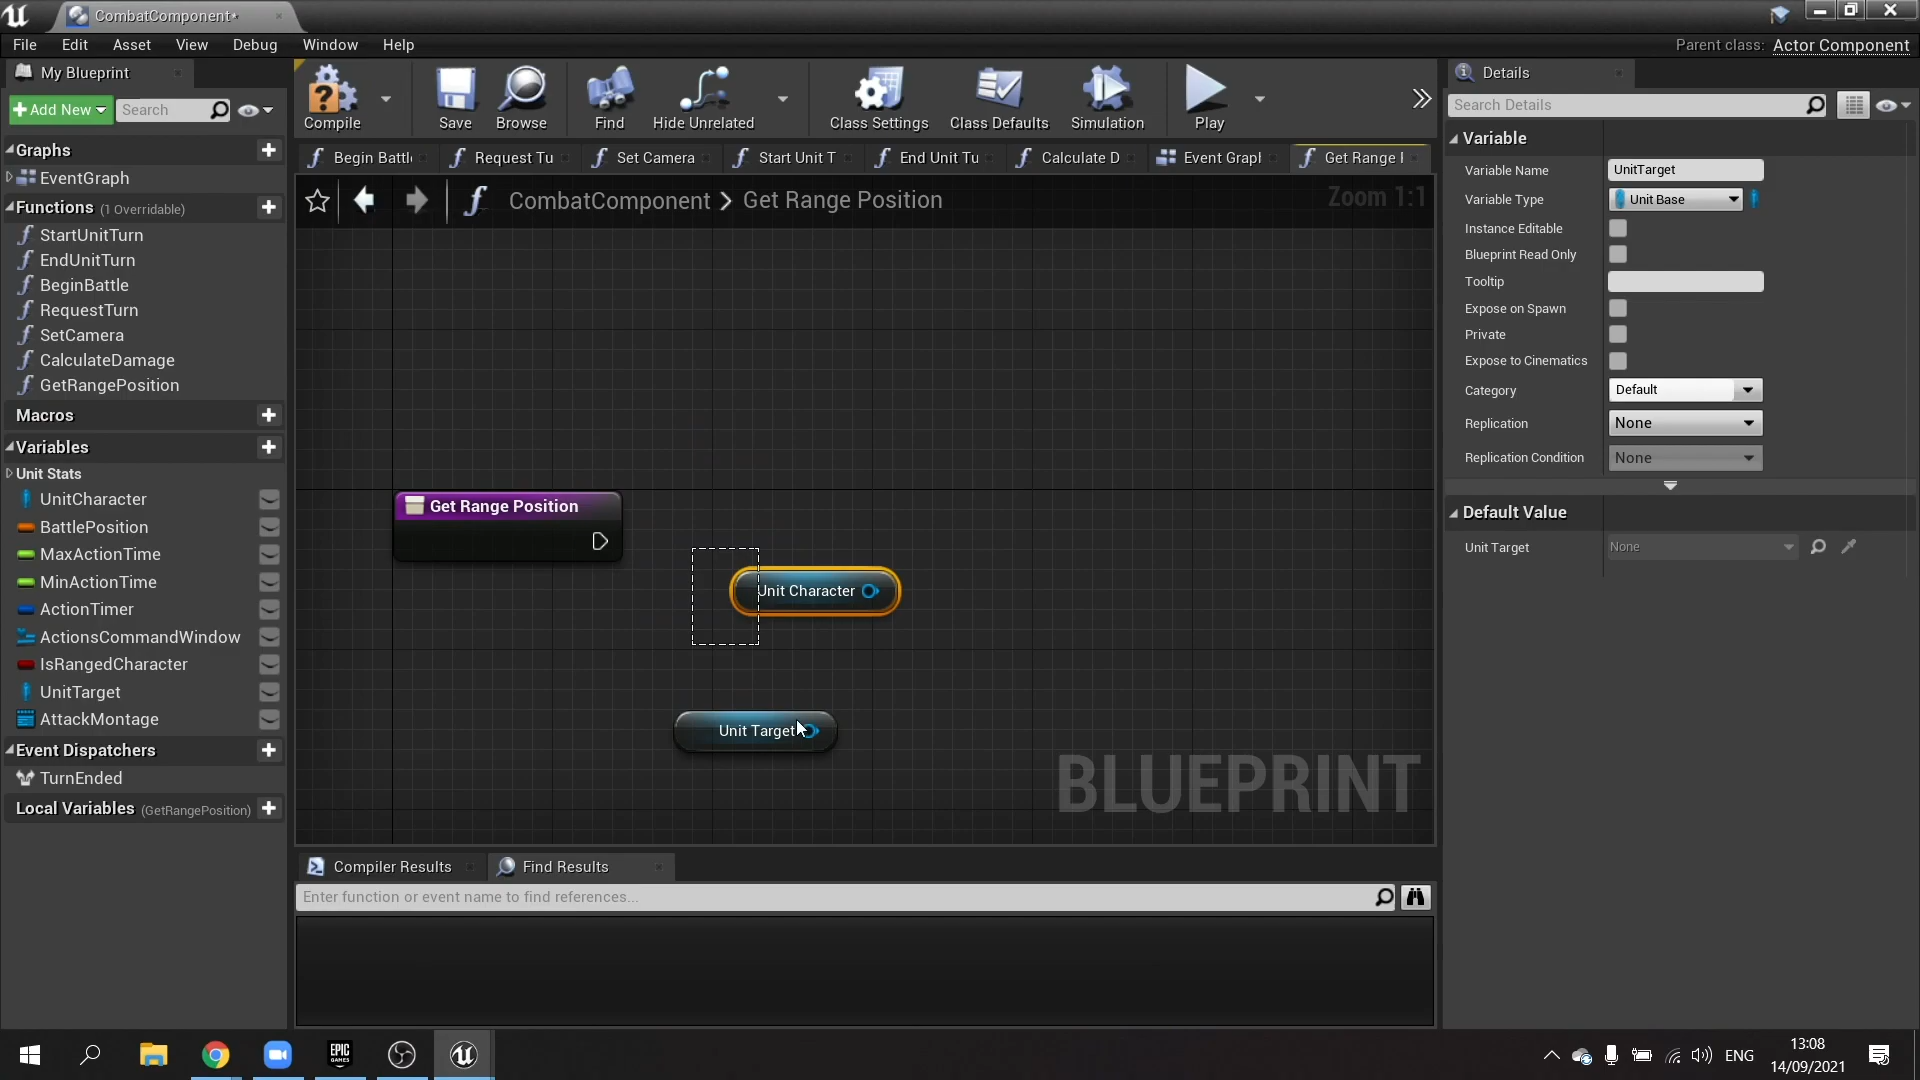 CombatComponent*
File Edit Asset View Debug Window Help
Parent class: Actor Component
My Blueprint
Add New Search
Graphs
EventGraph
Functions (1 Overridable)
StartUnitTurn
EndUnitTurn
BeginBattle
RequestTurn
SetCamera
CalculateDamage
GetRangePosition
Macros
Variables
Unit Stats
UnitCharacter
BattlePosition
MaxActionTime
MinActionTime
ActionTimer
ActionsCommandWindow
IsRangedCharacter
UnitTarget
AttackMontage
Event Dispatchers
TurnEnded
Local Variables (GetRangePosition)
Compile Save Browse Find Hide Unrelated Class Settings Class Defaults Simulation Play
Begin Battl Request Tu Set Camera Start Unit T End Unit Tu Calculate D Event Grapl Get Range
CombatComponent > Get Range Position
Zoom 1:1
Get Range Position
Unit Character
Unit Target
BLUEPRINT
Compiler Results Find Results
Enter function or event name to find references...
Details
Search Details
Variable
Variable Name UnitTarget
Variable Type Unit Base
Instance Editable
Blueprint Read Only
Tooltip
Expose on Spawn
Private
Expose to Cinematics
Category Default
Replication None
Replication Condition None
Default Value
Unit Target None
EPIC
GAMES
ENG
13:08
14/09/2021